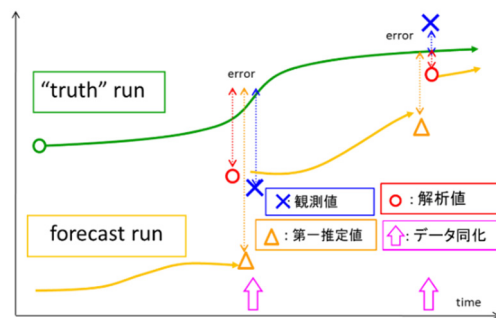 error
error
“truth” run
×:観測値
○:解析値
forecast run
△:第一推定値
⇧:データ同化
time